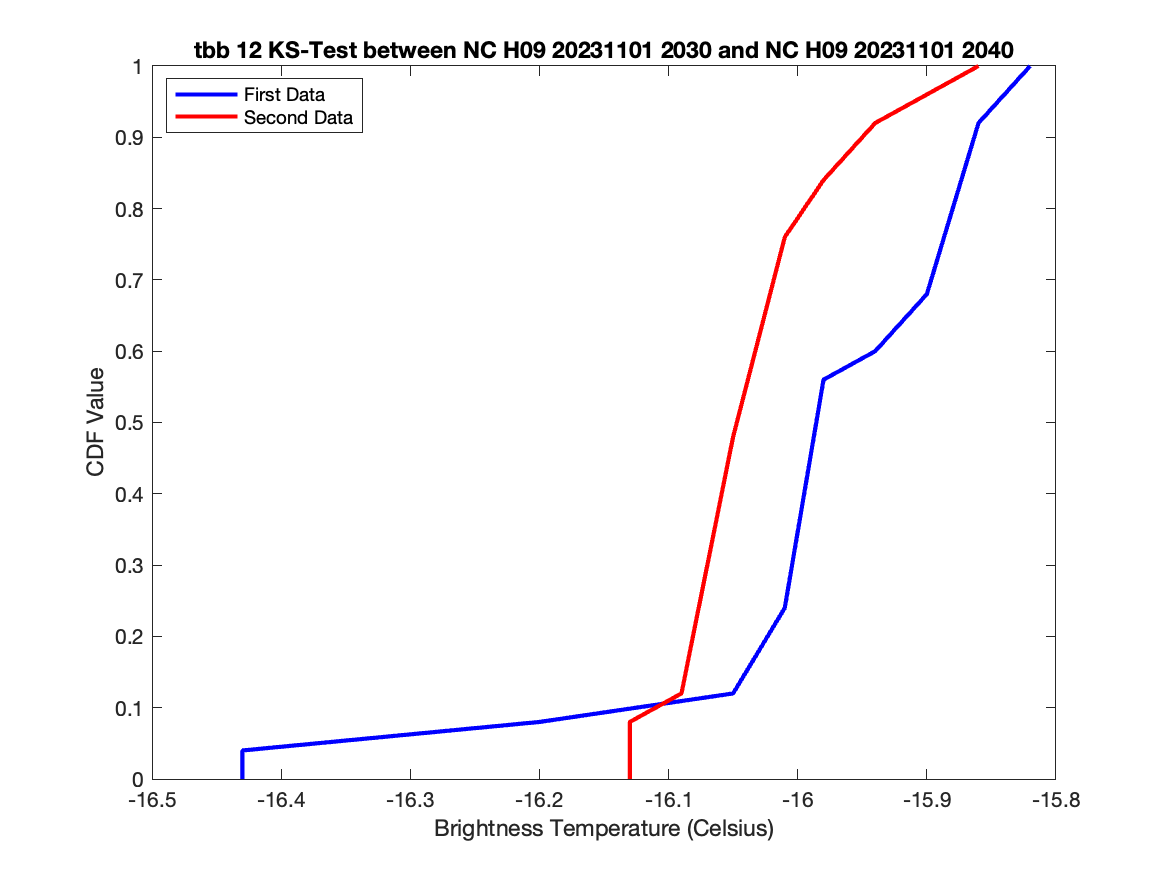 tbb 12 KS-Test between NC H09 20231101 2030 and NC H09 20231101 2040
First Data
Second Data
1
0.9
0.8
0.7
0.6
0.5
0.4
0.3
0.2
0.1
0
CDF Value
-16.5 -16.4 -16.3 -16.2 -16.1 -16 -15.9 -15.8
Brightness Temperature (Celsius)